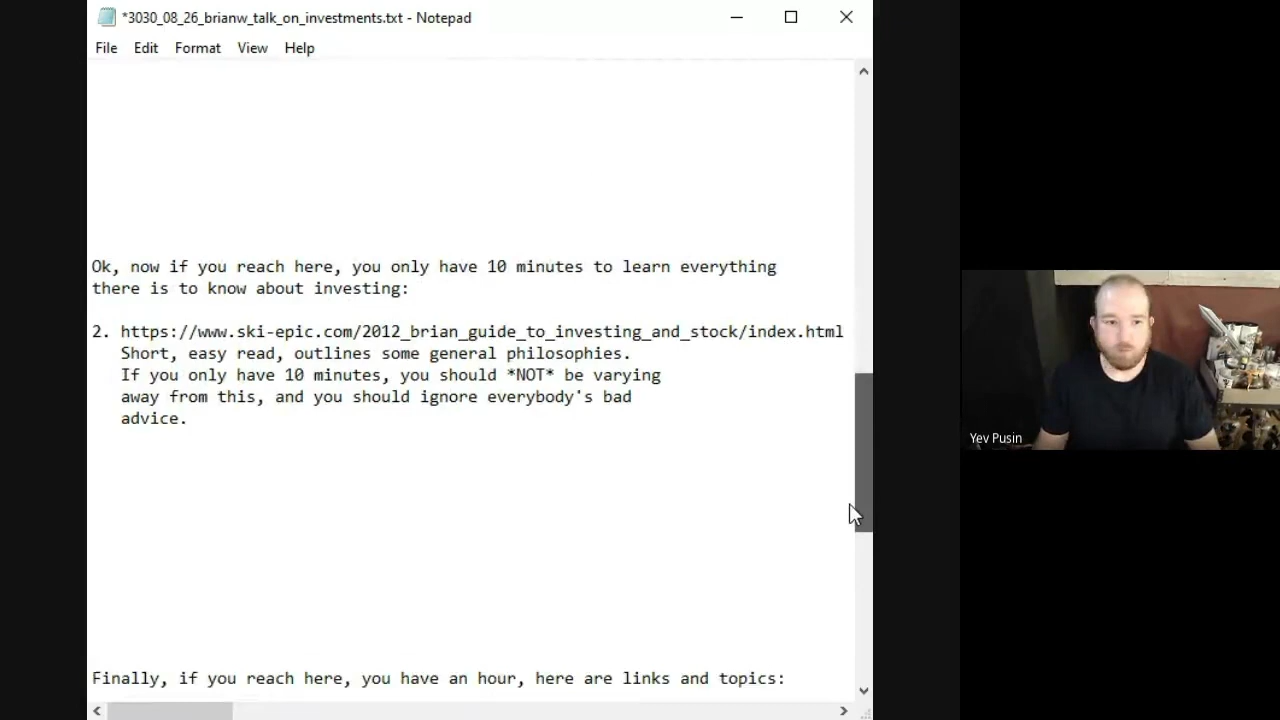 *3030_08_26_brianw_talk_on_investments.txt - Notepad
File Edit Format View Help
Ok, now if you reach here, you only have 10 minutes to learn everything
there is to know about investing:
2. https://www.ski-epic.com/2012_brian_guide_to_investing_and_stock/index.html
Short, easy read, outlines some general philosophies.
If you only have 10 minutes, you should *NOT* be varying
away from this, and you should ignore everybody's bad
advice.
Yev Pusin
Finally, if you reach here, you have an hour, here are links and topics: